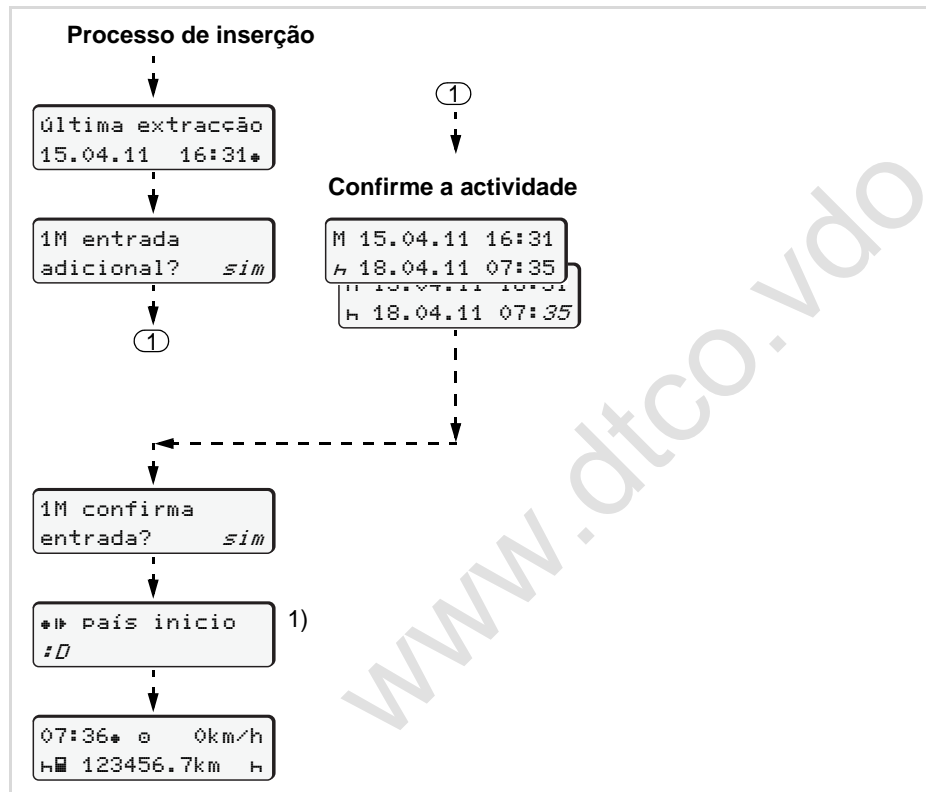 Processo de inserção
última extracção
15.04.11 16:31
1M entrada
adicional? sim
1
1
Confirme a actividade
M 15.04.11 16:31
18.04.11 07:35
18.04.11 07:35
1M confirma
entrada? sim
país inicio
:D
1)
07:36 0km/h
123456.7km
www.dtco.vdo